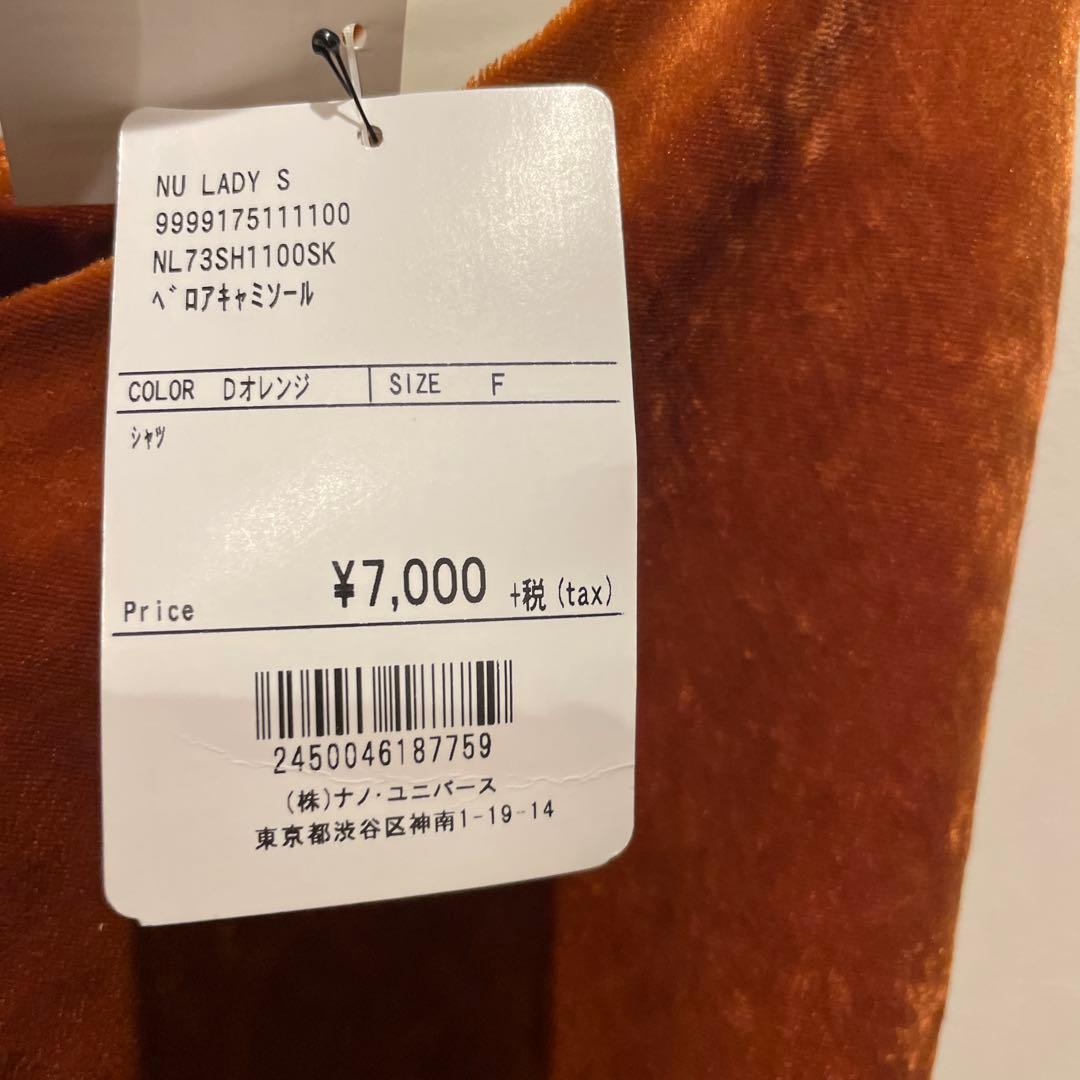 NU LADY S
9999175111100
NL73SH1100SK
ﾍﾞﾛｱｷｬﾐｿｰﾙ
COLOR Dオレンジ SIZE F
ｼｬﾂ
Price ¥7,000 +税(tax)
2450046187759
(株)ナノ・ユニバース
東京都渋谷区神南1-19-14